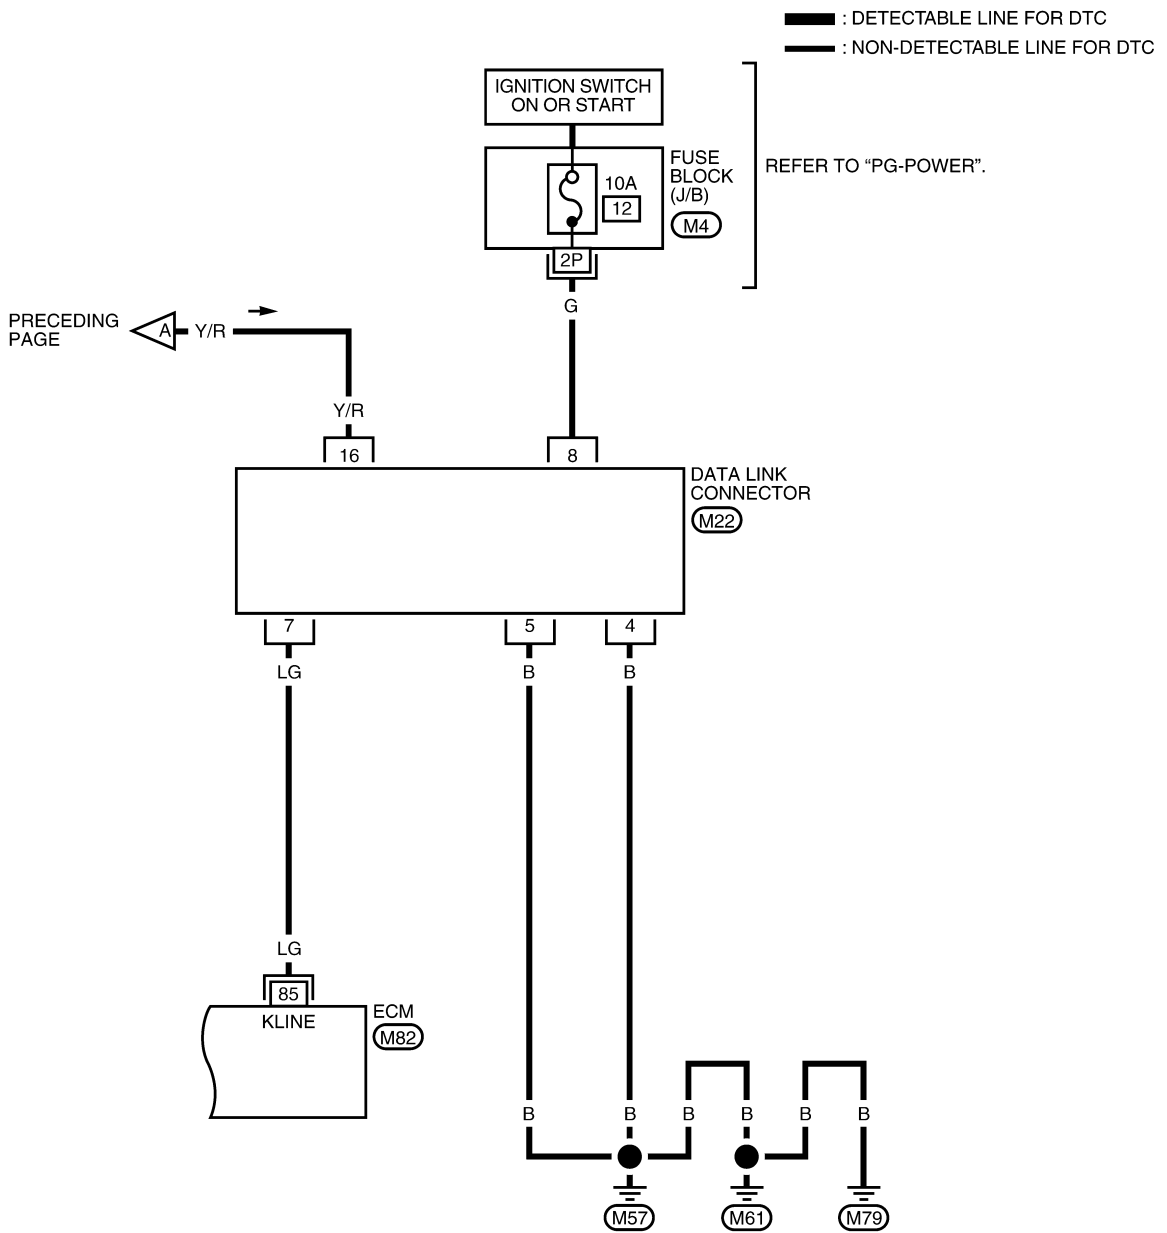 : DETECTABLE LINE FOR DTC
: NON-DETECTABLE LINE FOR DTC
IGNITION SWITCH
ON OR START
FUSE
BLOCK
(J/B)
M4
10A
12
REFER TO “PG-POWER”.
2P
G
PRECEDING
PAGE
A
Y/R
Y/R
16
8
DATA LINK
CONNECTOR
M22
7
5
4
LG
B
B
LG
85
KLINE
ECM
M82
B
B
B
B
B
B
M57
M61
M79